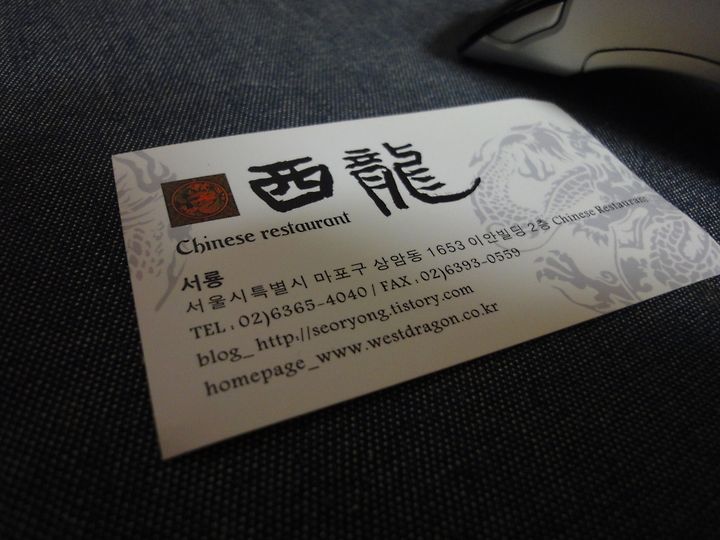 西龍
Chinese restaurant
서룡
서울시특별시 마포구 상암동 1653 이안빌딩 2층 Chinese Restaurant
TEL : 02)6365-4040 / FAX : 02)6393-0559
blog_ http://seoryong.tistory.com
homepage_www.westdragon.co.kr